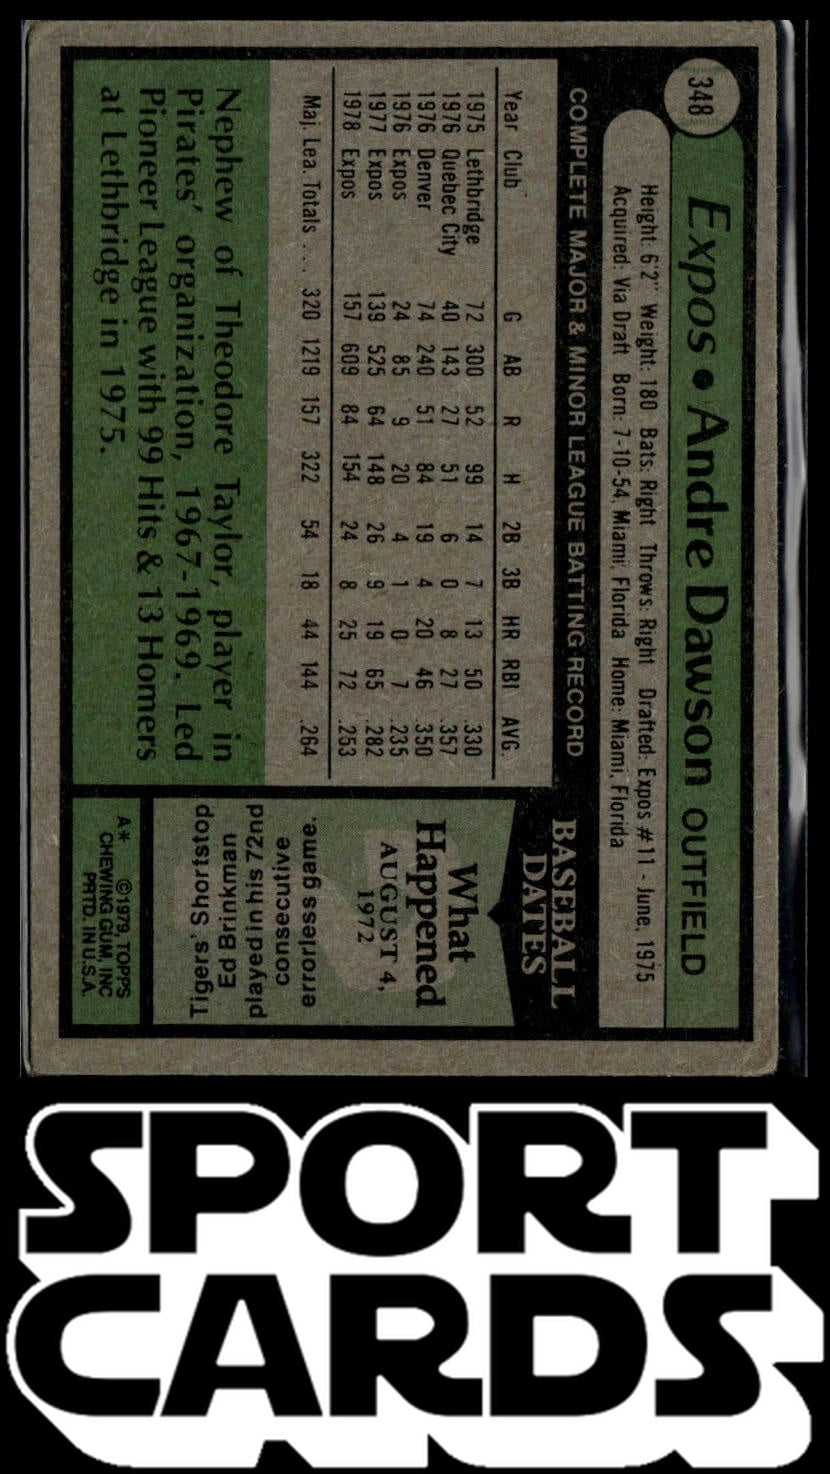 348
Expos • Andre Dawson OUTFIELD
Height: 6'2" Weight: 180 Bats: Right Throws: Right Drafted: Expos #11 - June, 1975
Acquired: Via Draft Born: 7-10-54, Miami, Florida Home: Miami, Florida
COMPLETE MAJOR & MINOR LEAGUE BATTING RECORD
Year Club G AB R H 2B 3B HR RBI AVG.
1975 Lethbridge 72 300 52 99 14 7 13 50 .330
1976 Quebec City 40 143 27 51 6 0 8 27 .357
1976 Denver 74 240 51 84 19 4 20 46 .350
1976 Expos 24 85 9 20 4 1 0 7 .235
1977 Expos 139 525 64 148 26 9 19 65 .282
1978 Expos 157 609 84 154 24 8 25 72 .253
Maj. Lea. Totals . . . . 320 1219 157 322 54 18 44 144 .264
Nephew of Theodore Taylor, player in
Pirates' organization, 1967-1969. Led
Pioneer League with 99 Hits & 13 Homers
at Lethbridge in 1975.
BASEBALL
DATES
What
Happened
AUGUST 4,
1972
Tigers' Shortstop
Ed Brinkman
played in his 72nd
consecutive
errorless game.
A* ©1979, TOPPS
CHEWING GUM, INC
PRTD. IN U.S.A.
SPORT
CARDS